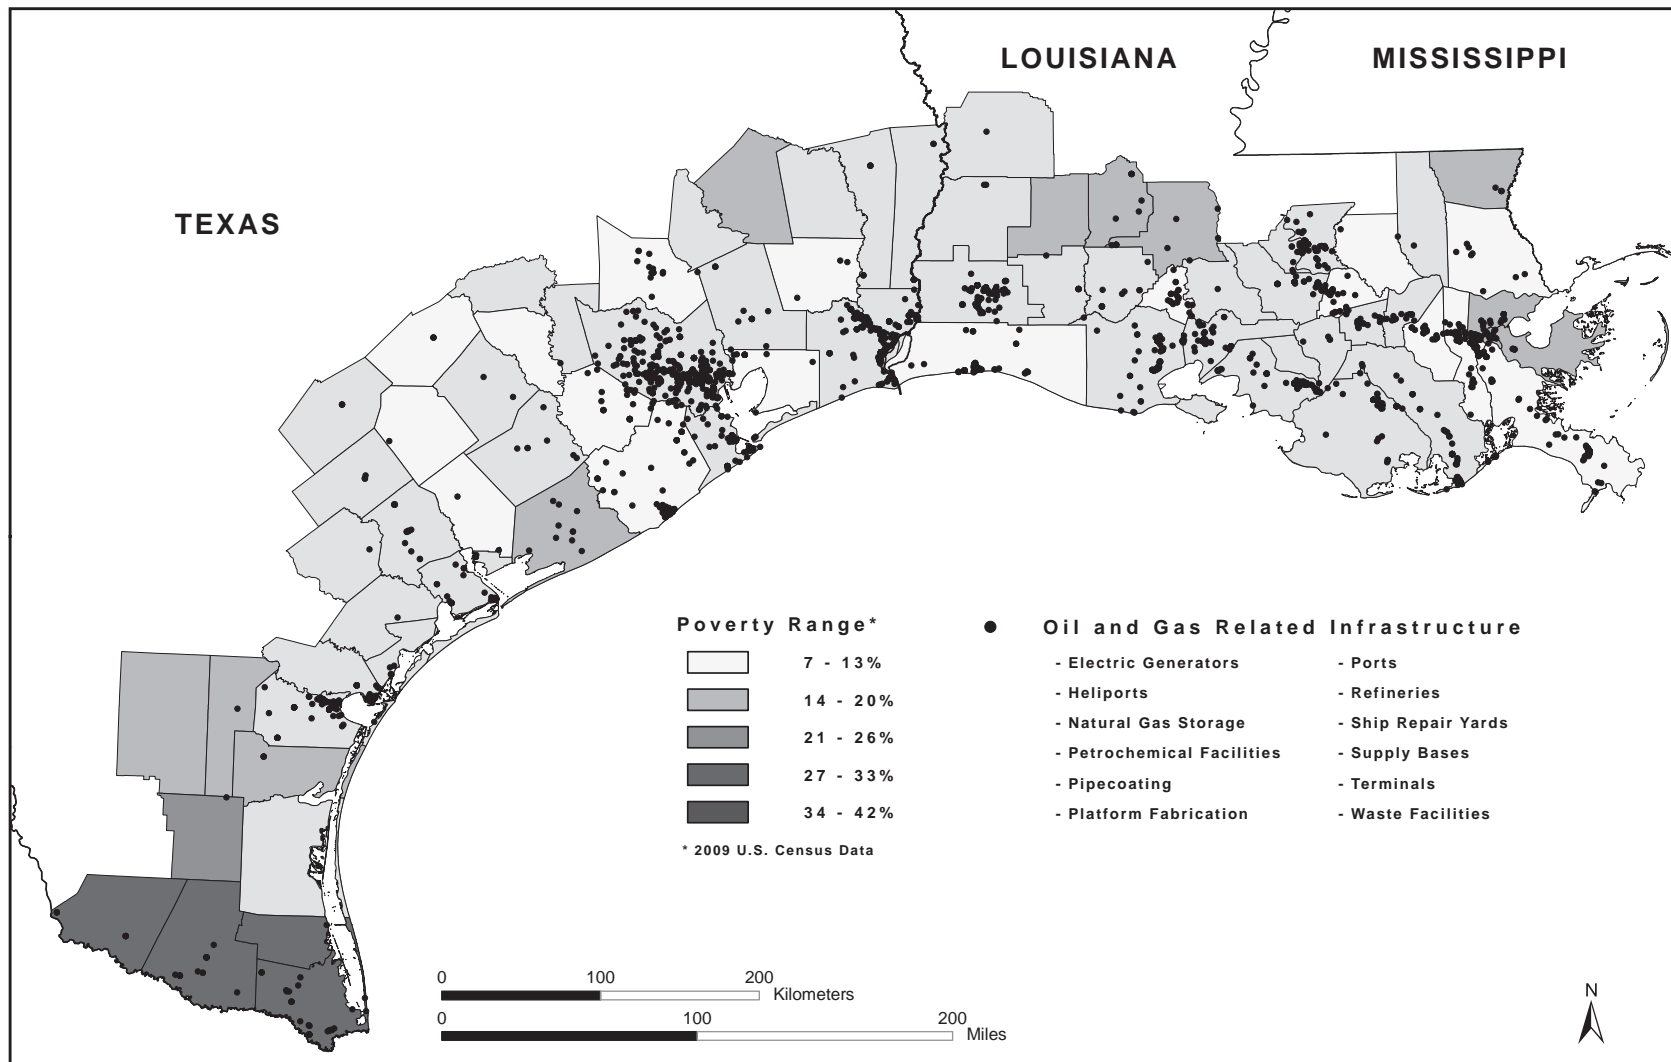 LOUISIANA
MISSISSIPPI
TEXAS
Poverty Range*
7 - 13%
14 - 20%
21 - 26%
27 - 33%
34 - 42%
* 2009 U.S. Census Data
Oil and Gas Related Infrastructure
- Electric Generators
- Heliports
- Natural Gas Storage
- Petrochemical Facilities
- Pipecoating
- Platform Fabrication
- Ports
- Refineries
- Ship Repair Yards
- Supply Bases
- Terminals
- Waste Facilities
0 100 200
Kilometers
0 100 200
Miles
N